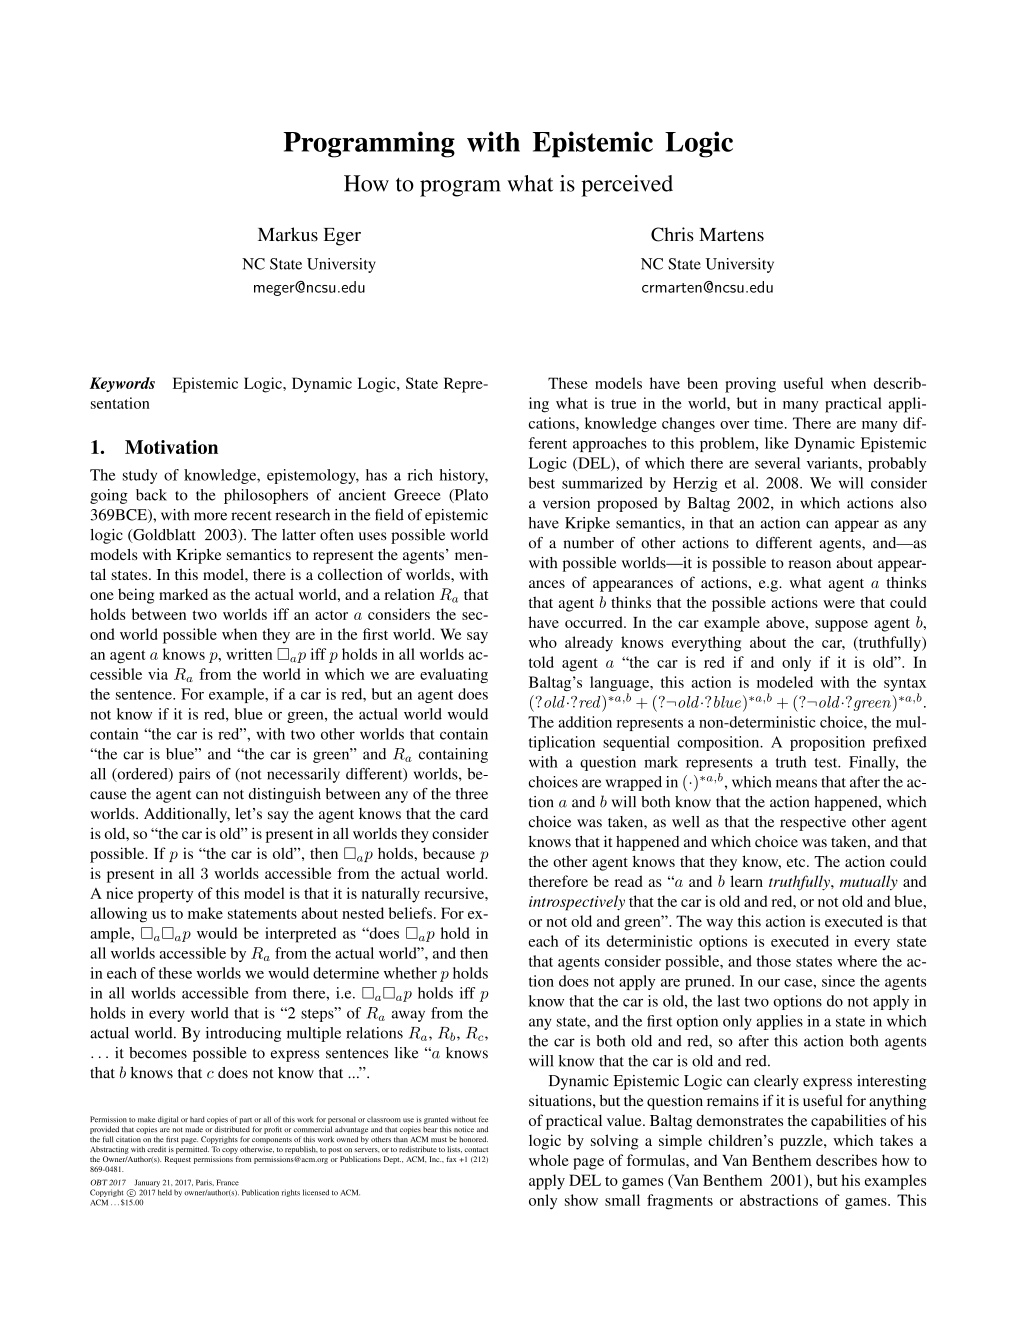 Programming with Epistemic Logic
How to program what is perceived
Markus Eger
NC State University
meger@ncsu.edu
Chris Martens
NC State University
crmarten@ncsu.edu
Keywords Epistemic Logic, Dynamic Logic, State Repre-
sentation
1. Motivation
The study of knowledge, epistemology, has a rich history,
going back to the philosophers of ancient Greece (Plato
369BCE), with more recent research in the field of epistemic
logic (Goldblatt 2003). The latter often uses possible world
models with Kripke semantics to represent the agents' men-
tal states. In this model, there is a collection of worlds, with
one being marked as the actual world, and a relation Rₐ that
holds between two worlds iff an actor a considers the sec-
ond world possible when they are in the first world. We say
an agent a knows p, written □ₐp iff p holds in all worlds ac-
cessible via Rₐ from the world in which we are evaluating
the sentence. For example, if a car is red, but an agent does
not know if it is red, blue or green, the actual world would
contain “the car is red”, with two other worlds that contain
“the car is blue” and “the car is green” and Rₐ containing
all (ordered) pairs of (not necessarily different) worlds, be-
cause the agent can not distinguish between any of the three
worlds. Additionally, let's say the agent knows that the card
is old, so “the car is old” is present in all worlds they consider
possible. If p is “the car is old”, then □ₐp holds, because p
is present in all 3 worlds accessible from the actual world.
A nice property of this model is that it is naturally recursive,
allowing us to make statements about nested beliefs. For ex-
ample, □ₐ□ₐp would be interpreted as “does □ₐp hold in
all worlds accessible by Rₐ from the actual world”, and then
in each of these worlds we would determine whether p holds
in all worlds accessible from there, i.e. □ₐ□ₐp holds iff p
holds in every world that is “2 steps” of Rₐ away from the
actual world. By introducing multiple relations R_a, R_b, R_c,
. . . it becomes possible to express sentences like “a knows
that b knows that c does not know that ...”.
Permission to make digital or hard copies of part or all of this work for personal or classroom use is granted without fee
provided that copies are not made or distributed for profit or commercial advantage and that copies bear this notice and
the full citation on the first page. Copyrights for components of this work owned by others than ACM must be honored.
Abstracting with credit is permitted. To copy otherwise, to republish, to post on servers, or to redistribute to lists, contact
the Owner/Author(s). Request permissions from permissions@acm.org or Publications Dept., ACM, Inc., fax +1 (212)
869-0481.
OBT 2017 January 21, 2017, Paris, France
Copyright © 2017 held by owner/author(s). Publication rights licensed to ACM.
ACM . . . $15.00
These models have been proving useful when describ-
ing what is true in the world, but in many practical appli-
cations, knowledge changes over time. There are many dif-
ferent approaches to this problem, like Dynamic Epistemic
Logic (DEL), of which there are several variants, probably
best summarized by Herzig et al. 2008. We will consider
a version proposed by Baltag 2002, in which actions also
have Kripke semantics, in that an action can appear as any
of a number of other actions to different agents, and—as
with possible worlds—it is possible to reason about appear-
ances of appearances of actions, e.g. what agent a thinks
that agent b thinks that the possible actions were that could
have occurred. In the car example above, suppose agent b,
who already knows everything about the car, (truthfully)
told agent a “the car is red if and only if it is old”. In
Baltag's language, this action is modeled with the syntax
(?old·?red)^{*a,b} + (?¬old·?blue)^{*a,b} + (?¬old·?green)^{*a,b}.
The addition represents a non-deterministic choice, the mul-
tiplication sequential composition. A proposition prefixed
with a question mark represents a truth test. Finally, the
choices are wrapped in (·)^{*a,b}, which means that after the ac-
tion a and b will both know that the action happened, which
choice was taken, as well as that the respective other agent
knows that it happened and which choice was taken, and that
the other agent knows that they know, etc. The action could
therefore be read as “a and b learn truthfully, mutually and
introspectively that the car is old and red, or not old and blue,
or not old and green”. The way this action is executed is that
each of its deterministic options is executed in every state
that agents consider possible, and those states where the ac-
tion does not apply are pruned. In our case, since the agents
know that the car is old, the last two options do not apply in
any state, and the first option only applies in a state in which
the car is both old and red, so after this action both agents
will know that the car is old and red.
Dynamic Epistemic Logic can clearly express interesting
situations, but the question remains if it is useful for anything
of practical value. Baltag demonstrates the capabilities of his
logic by solving a simple children's puzzle, which takes a
whole page of formulas, and Van Benthem describes how to
apply DEL to games (Van Benthem 2001), but his examples
only show small fragments or abstractions of games. This